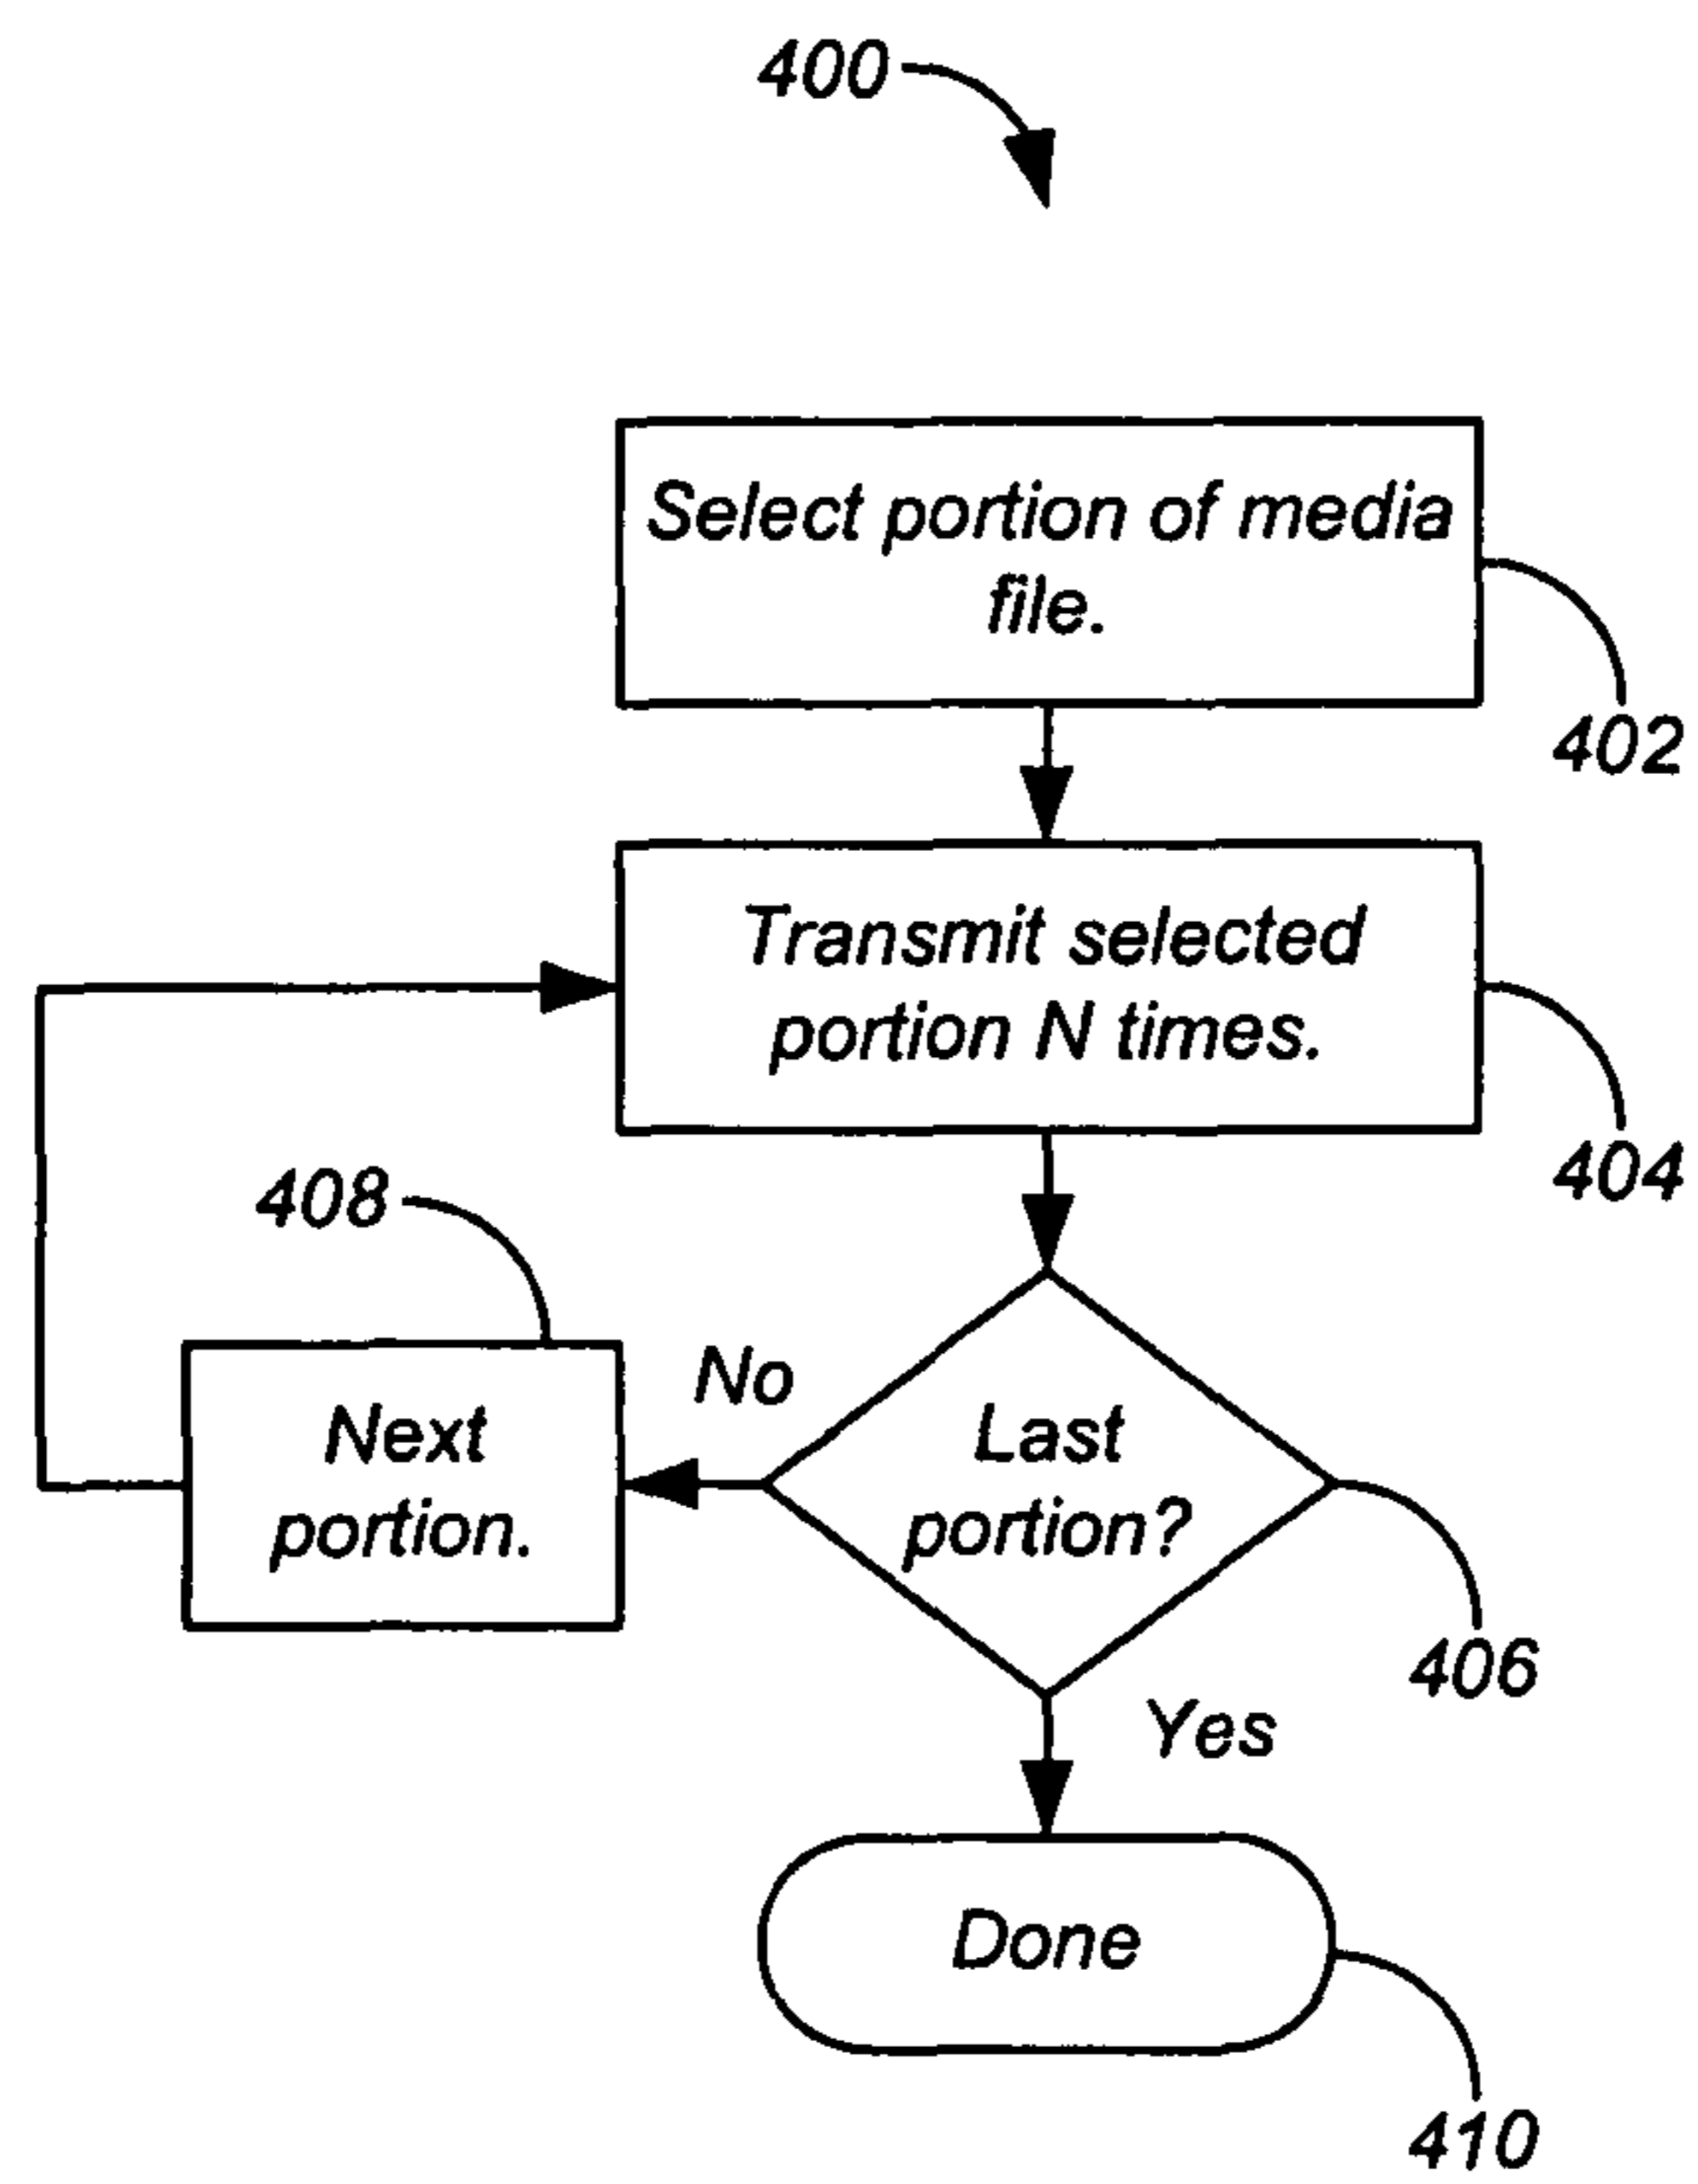 400
Select portion of media
file.
402
Transmit selected
portion N times.
404
408
No
Next
portion.
Last
portion?
406
Yes
Done
410